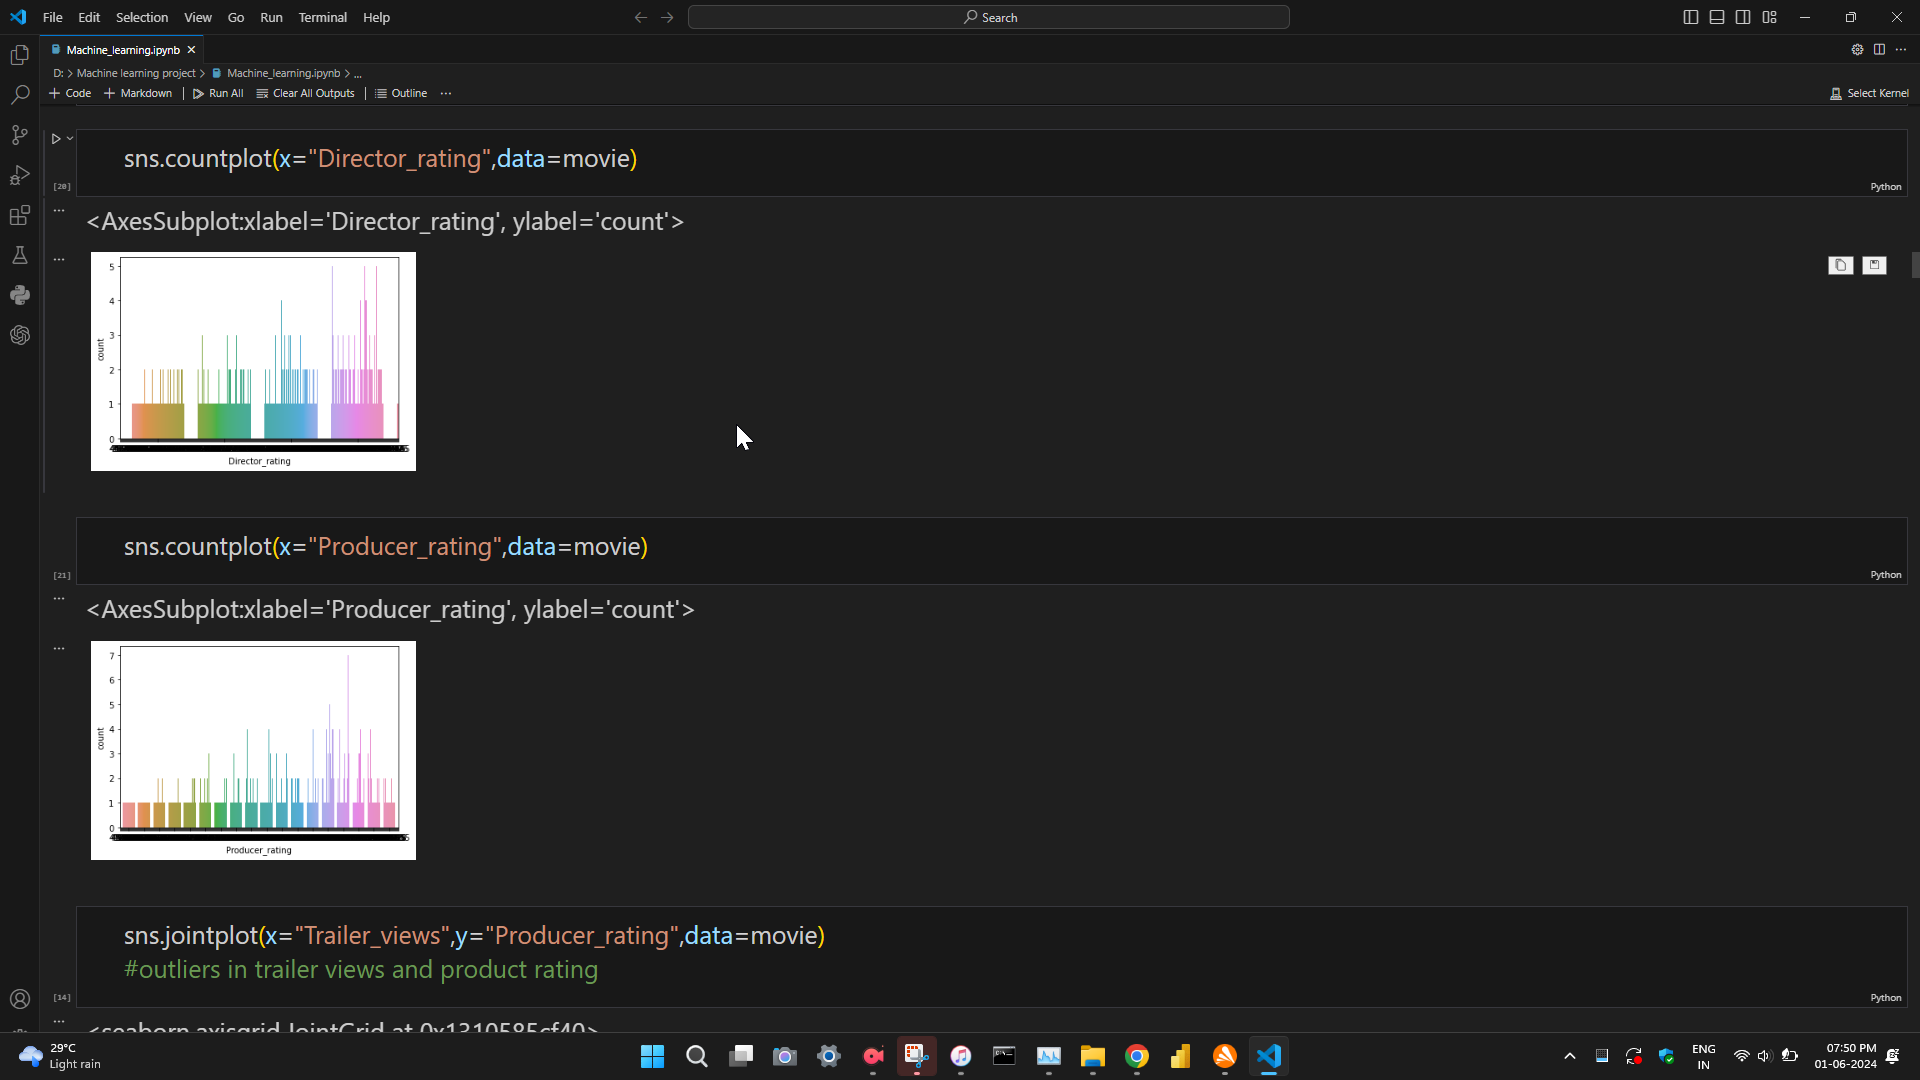 File Edit Selection View Go Run Terminal Help
Search
Machine_learning.ipynb
D: > Machine learning project > Machine_learning.ipynb > ...
+ Code + Markdown Run All Clear All Outputs Outline ...
Select Kernel
sns.countplot(x="Director_rating",data=movie)
[20]
Python
<AxesSubplot:xlabel='Director_rating', ylabel='count'>
5
4
3
2
1
0
count
Director_rating
sns.countplot(x="Producer_rating",data=movie)
[21]
Python
<AxesSubplot:xlabel='Producer_rating', ylabel='count'>
7
6
5
4
3
2
1
0
count
Producer_rating
sns.jointplot(x="Trailer_views",y="Producer_rating",data=movie)
#outliers in trailer views and product rating
[14]
Python
<seaborn.axisgrid.JointGrid at 0x1310585cf40>
29°C
Light rain
ENG
IN
07:50 PM
01-06-2024